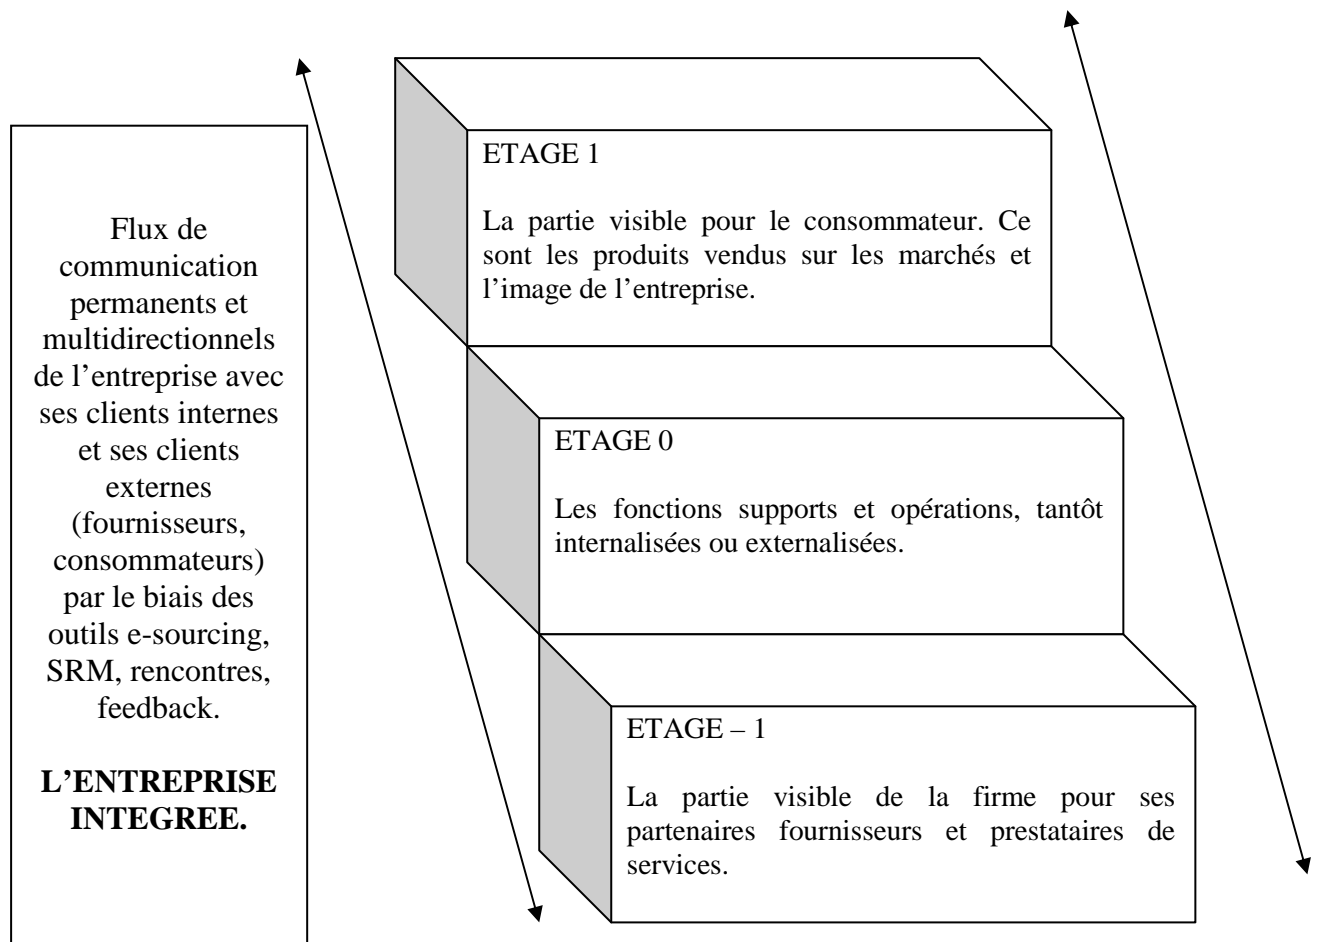 Flux de
communication
permanents et
multidirectionnels
de l’entreprise avec
ses clients internes
et ses clients
externes
(fournisseurs,
consommateurs)
par le biais des
outils e-sourcing,
SRM, rencontres,
feedback.
L’ENTREPRISE
INTEGREE.
ETAGE 1
La partie visible pour le consommateur. Ce
sont les produits vendus sur les marchés et
l’image de l’entreprise.
ETAGE 0
Les fonctions supports et opérations, tantôt
internalisées ou externalisées.
ETAGE – 1
La partie visible de la firme pour ses
partenaires fournisseurs et prestataires de
services.